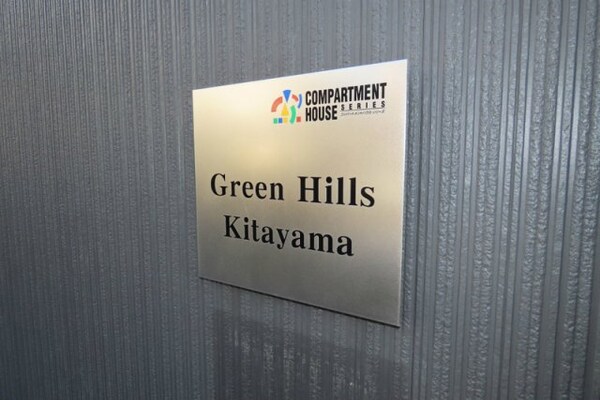 COMPARTMENT
HOUSE SERIES
Green Hills
Kitayama